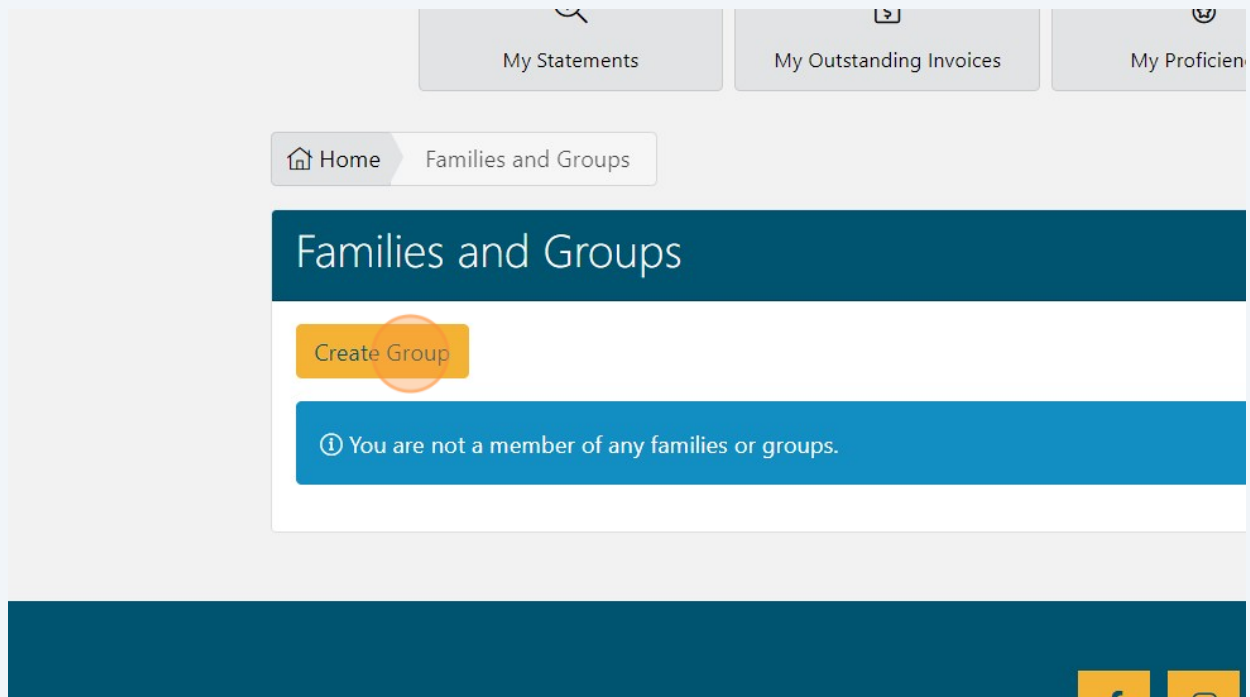 My Statements
My Outstanding Invoices
Home
Families and Groups
Families and Groups
Create Group
You are not a member of any families or groups.